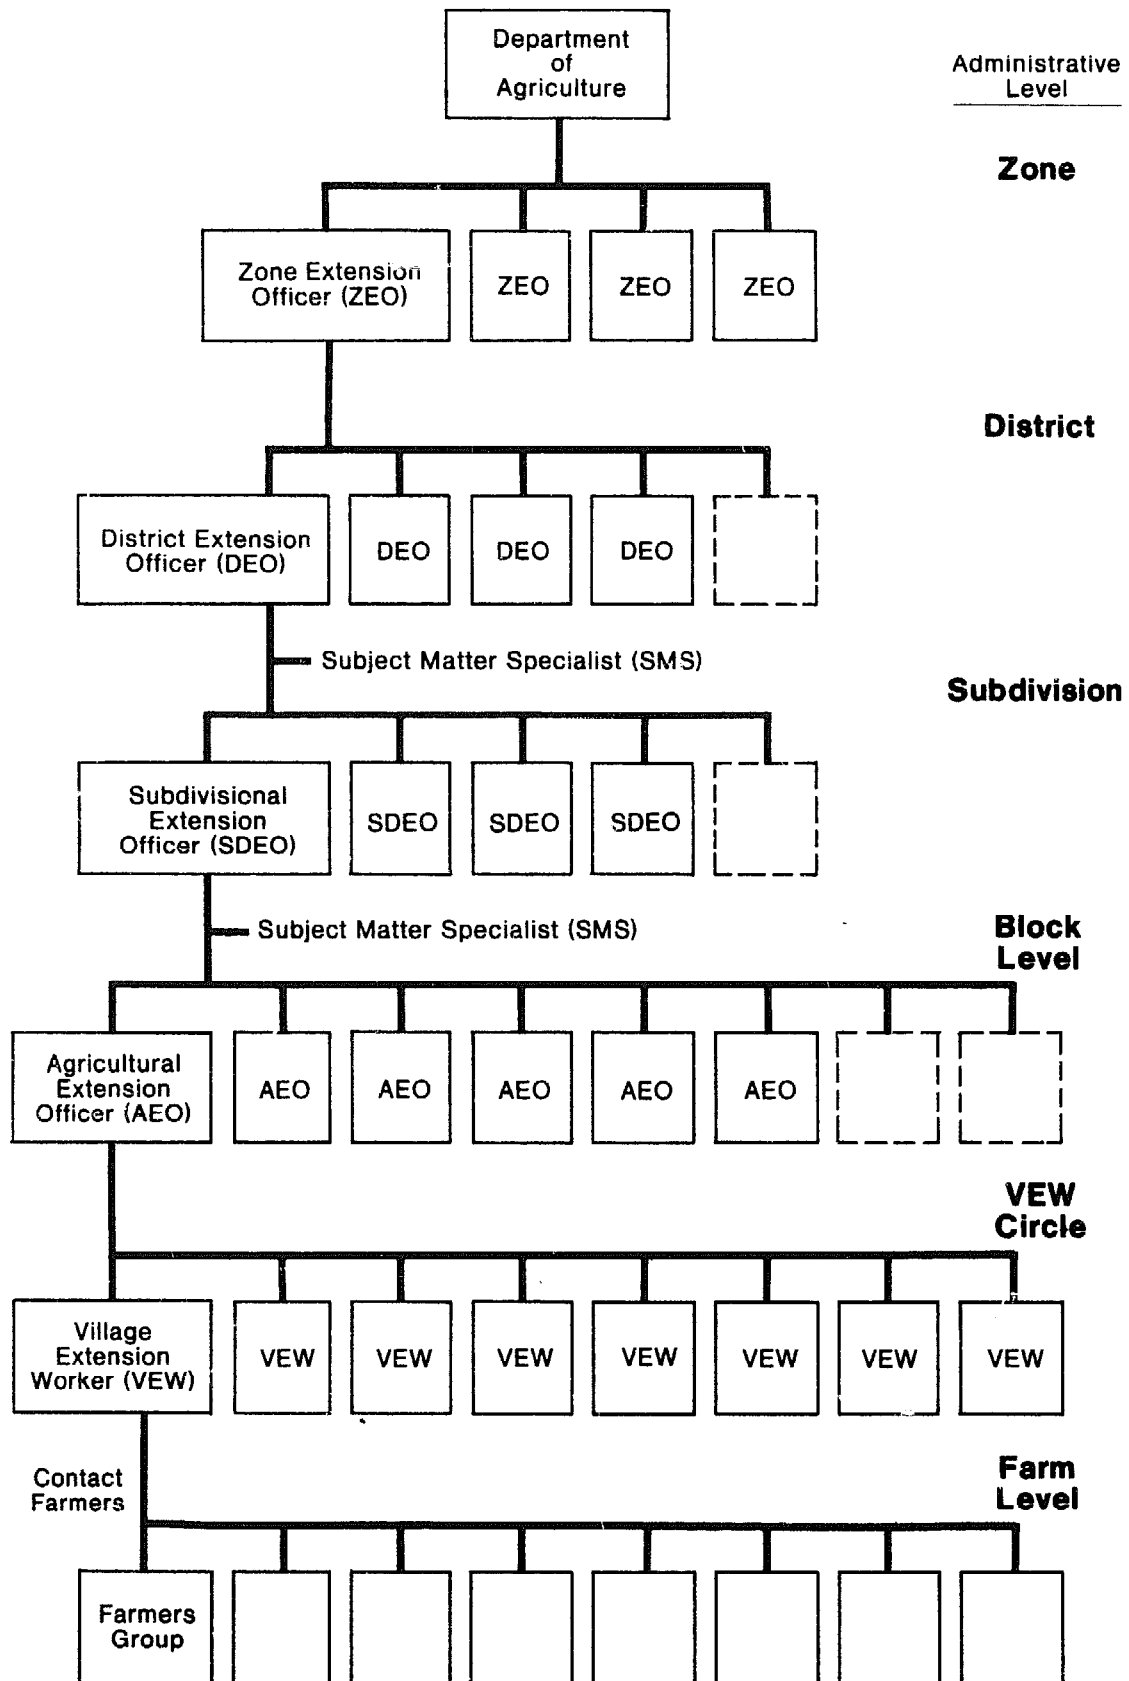 Department
of
Agriculture
Administrative
Level
Zone
Zone Extension
Officer (ZEO)
ZEO
ZEO
ZEO
District
District Extension
Officer (DEO)
DEO
DEO
DEO
Subject Matter Specialist (SMS)
Subdivision
Subdivisional
Extension
Officer (SDEO)
SDEO
SDEO
SDEO
Subject Matter Specialist (SMS)
Block
Level
Agricultural
Extension
Officer (AEO)
AEO
AEO
AEO
AEO
AEO
VEW
Circle
Village
Extension
Worker (VEW)
VEW
VEW
VEW
VEW
VEW
VEW
VEW
Contact
Farmers
Farm
Level
Farmers
Group